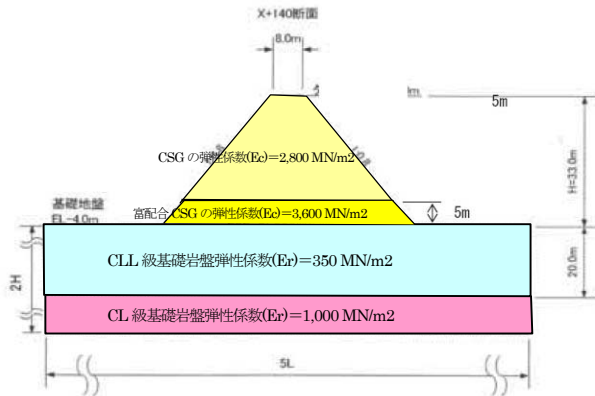 X+140断面
8.0m
5m
CSG の弾性係数(Ec)=2,800 MN/m2
H=33.0m
基礎地盤
EL-4.0m
富配合 CSG の弾性係数(Ec)=3,600 MN/m2
5m
CLL 級基礎岩盤弾性係数(Er)=350 MN/m2
20.0m
2H
CL 級基礎岩盤弾性係数(Er)=1,000 MN/m2
5L